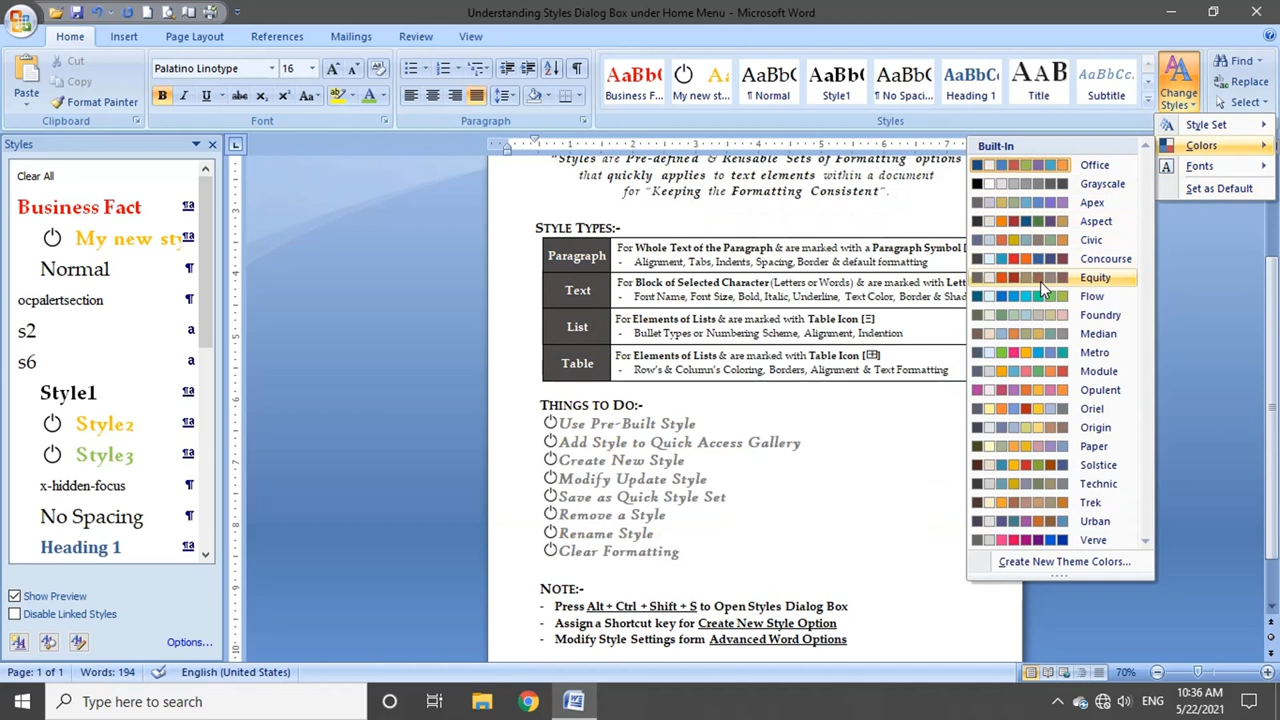 Understanding Styles Dialog Box under Home Menu - Microsoft Word
Home Insert Page Layout References Mailings Review View
Paste
Cut
Copy
Format Painter
Clipboard
Palatino Linotype 16
Font
Paragraph
AaBb( Aa AaBbCc AaBbCc AaBbCc AaBbC AaB AaBbCc.
Business F... My new st... ¶ Normal Style1 ¶ No Spaci... Heading 1 Title Subtitle
Styles
Change Styles
Find
Replace
Select
Style Set
Colors
Fonts
Set as Default
Styles
Clear All
Business Fact
My new sty
Normal
ocpalertsection
s2
s6
Style1
Style2
Style3
x-hidden-focus
No Spacing
Heading 1
Show Preview
Disable Linked Styles
Options...
"Styles are Pre-defined & Reusable Sets of Formatting options
that quickly applies to text elements within a document
for "Keeping the Formatting Consistent".
STYLE TYPES:-
Paragraph
For Whole Text of the Paragraph & are marked with a Paragraph Symbol [
- Alignment, Tabs, Indents, Spacing, Border & default formatting
Text
For Block of Selected Character (Letters or Words) & are marked with Let
- Font Name, Font Size, Bold, Italic, Underline, Text Color, Border & Shad
List
For Elements of Lists & are marked with Table Icon [Ξ]
- Bullet Types or Numbering Scheme, Alignment, Indention
Table
For Elements of Lists & are marked with Table Icon [⊞]
- Row's & Column's Coloring, Borders, Alignment & Text Formatting
THINGS TO DO:-
Use Pre-Built Style
Add Style to Quick Access Gallery
Create New Style
Modify Update Style
Save as Quick Style Set
Remove a Style
Rename Style
Clear Formatting
NOTE:-
- Press Alt + Ctrl + Shift + S to Open Styles Dialog Box
- Assign a Shortcut key for Create New Style Option
- Modify Style Settings form Advanced Word Options
Built-In
Office
Grayscale
Apex
Aspect
Civic
Concourse
Equity
Flow
Foundry
Median
Metro
Module
Opulent
Oriel
Origin
Paper
Solstice
Technic
Trek
Urban
Verve
Create New Theme Colors...
Page: 1 of 1 Words: 194 English (United States) 70%
Type here to search
ENG
10:36 AM
5/22/2021